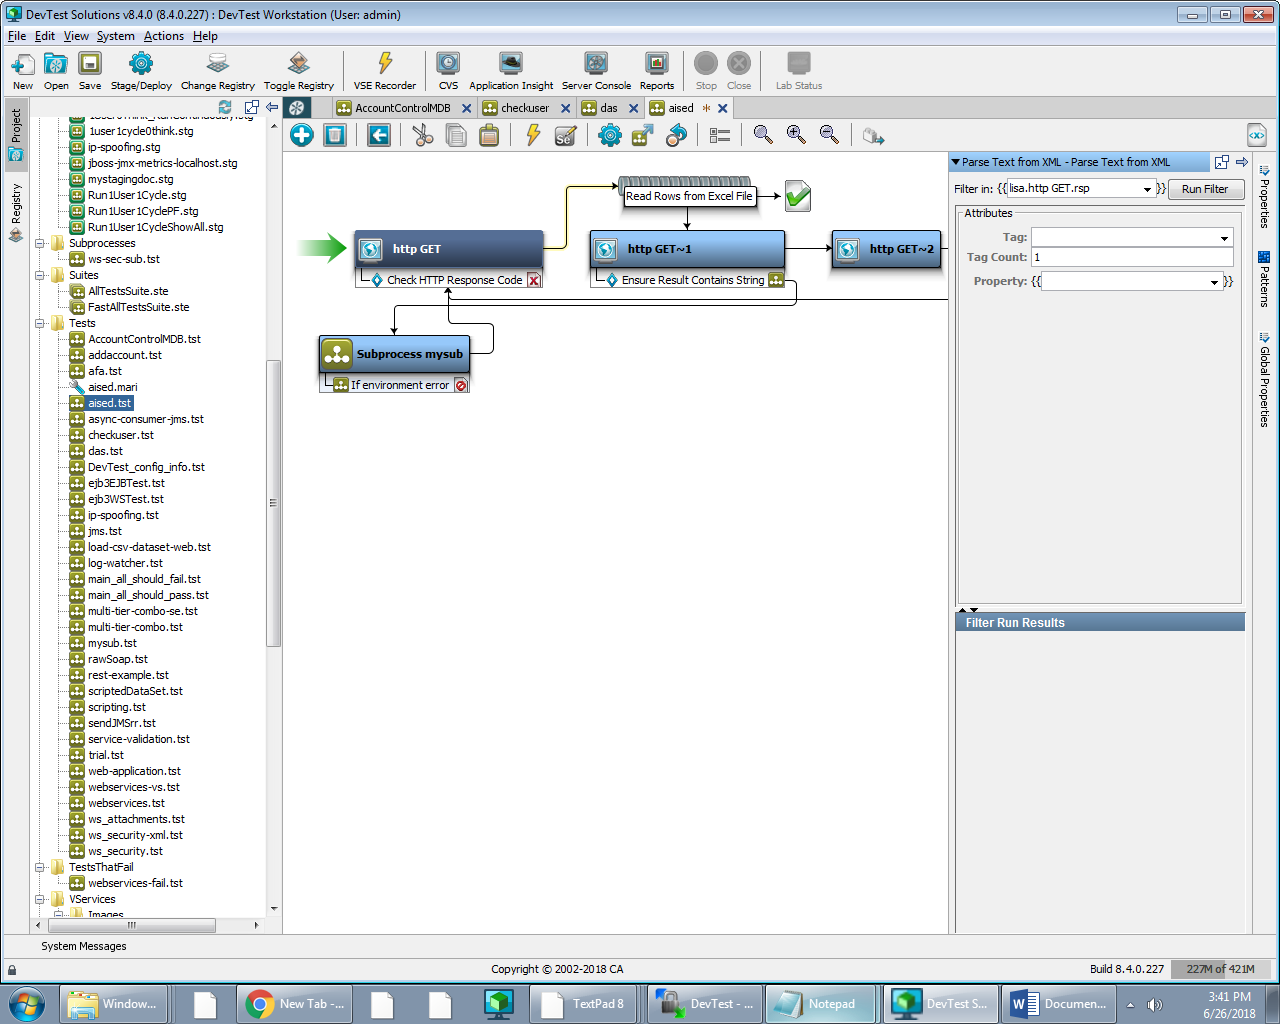 DevTest Solutions v8.4.0 (8.4.0.227) : DevTest Workstation (User: admin)
File Edit View System Actions Help
New Open Save Stage/Deploy Change Registry Toggle Registry VSE Recorder CVS Application Insight Server Console Reports Stop Close Lab Status
AccountControlMDB checkuser das aised
Project
Registry
1user1cycle0think.stg
ip-spoofing.stg
jboss-jmx-metrics-localhost.stg
mystagingdoc.stg
Run1User1Cycle.stg
Run1User1CyclePF.stg
Run1User1CycleShowAll.stg
Subprocesses
ws-sec-sub.tst
Suites
AllTestsSuite.ste
FastAllTestsSuite.ste
Tests
AccountControlMDB.tst
addaccount.tst
afa.tst
aised.mari
aised.tst
async-consumer-jms.tst
checkuser.tst
das.tst
DevTest_config_info.tst
ejb3EJBTest.tst
ejb3WSTest.tst
ip-spoofing.tst
jms.tst
load-csv-dataset-web.tst
log-watcher.tst
main_all_should_fail.tst
main_all_should_pass.tst
multi-tier-combo-se.tst
multi-tier-combo.tst
mysub.tst
rawSoap.tst
rest-example.tst
scriptedDataSet.tst
scripting.tst
sendJMSrr.tst
service-validation.tst
trial.tst
web-application.tst
webservices-vs.tst
webservices.tst
ws_attachments.tst
ws_security-xml.tst
ws_security.tst
TestsThatFail
webservices-fail.tst
VServices
Images
Read Rows from Excel File
http GET
http GET~1
http GET~2
Check HTTP Response Code
Ensure Result Contains String
Subprocess mysub
If environment error
Parse Text from XML - Parse Text from XML
Filter in: {{ lisa.http GET.rsp }} Run Filter
Attributes
Tag:
Tag Count: 1
Property: {{ }}
Filter Run Results
Properties
Patterns
Global Properties
System Messages
Copyright © 2002-2018 CA
Build 8.4.0.227 227M of 421M
Window... New Tab -... TextPad 8 DevTest - ... Notepad DevTest S... Documen...
3:41 PM
6/26/2018